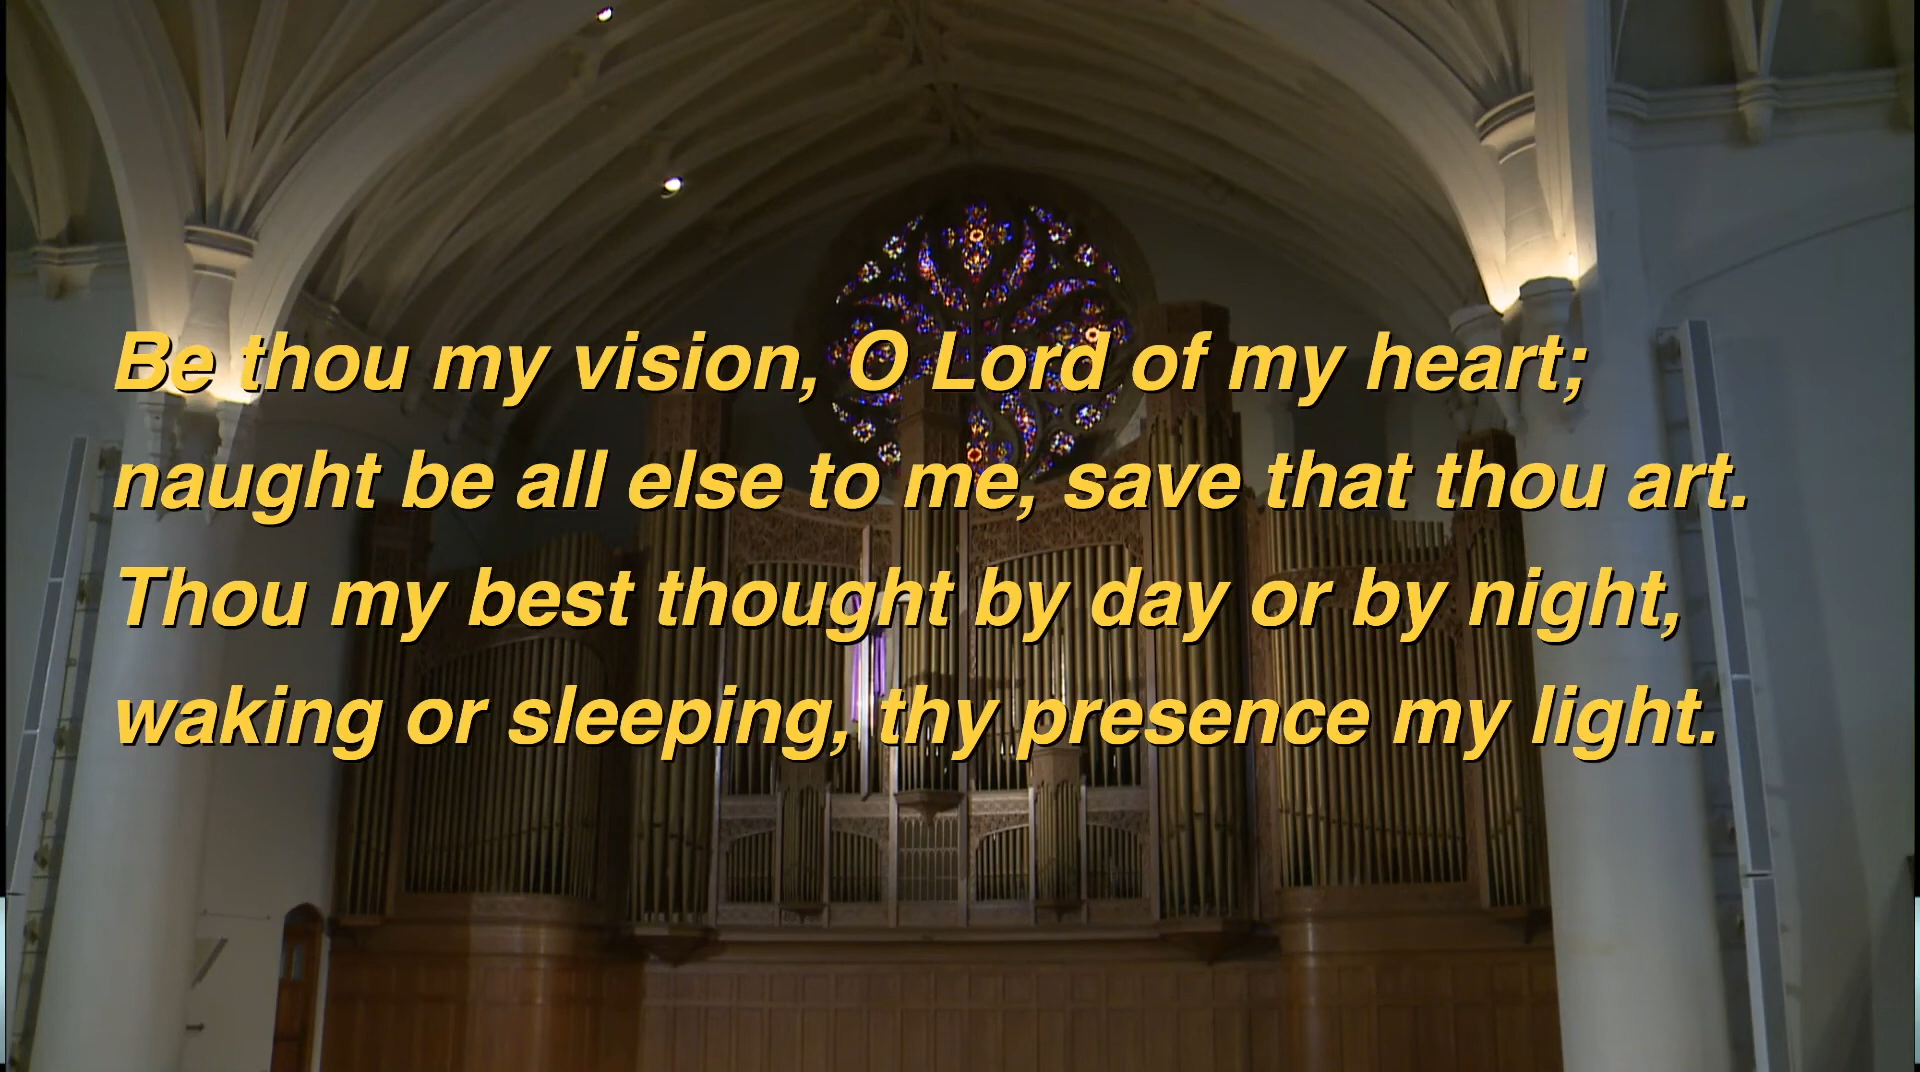 Be thou my vision, O Lord of my heart;
naught be all else to me, save that thou art.
Thou my best thought by day or by night,
waking or sleeping, thy presence my light.